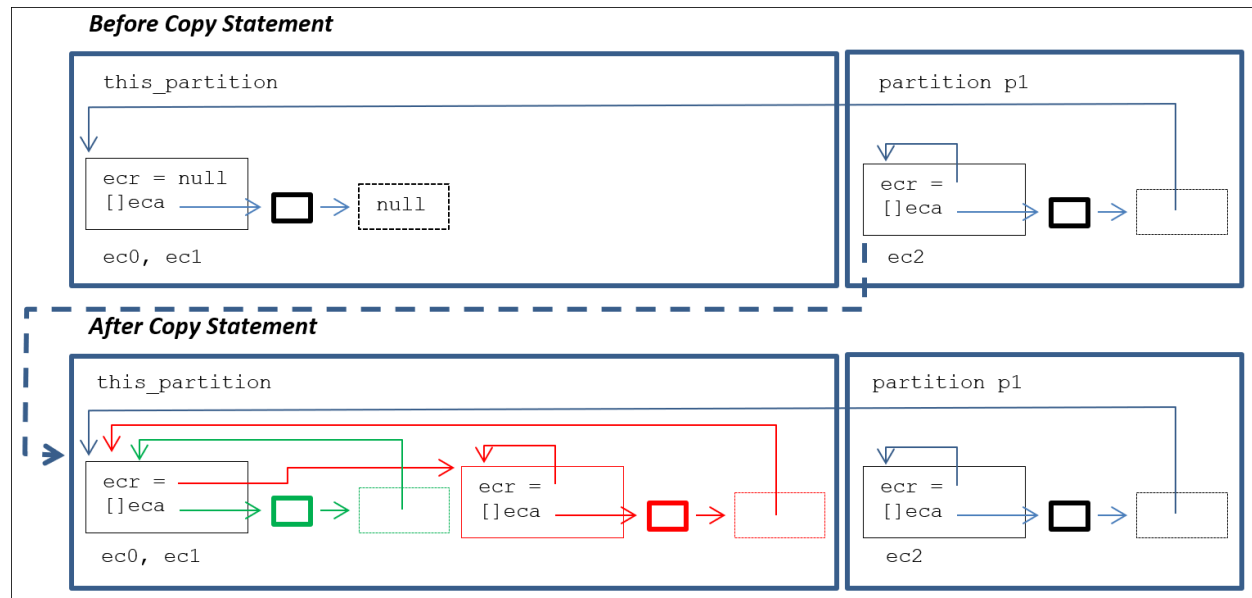 Before Copy Statement
this_partition
partition p1
ecr = null
[]eca
null
ec0, ec1
ecr =
[]eca
ec2
After Copy Statement
this_partition
partition p1
ecr =
[]eca
ec0, ec1
ecr =
[]eca
ecr =
[]eca
ec2